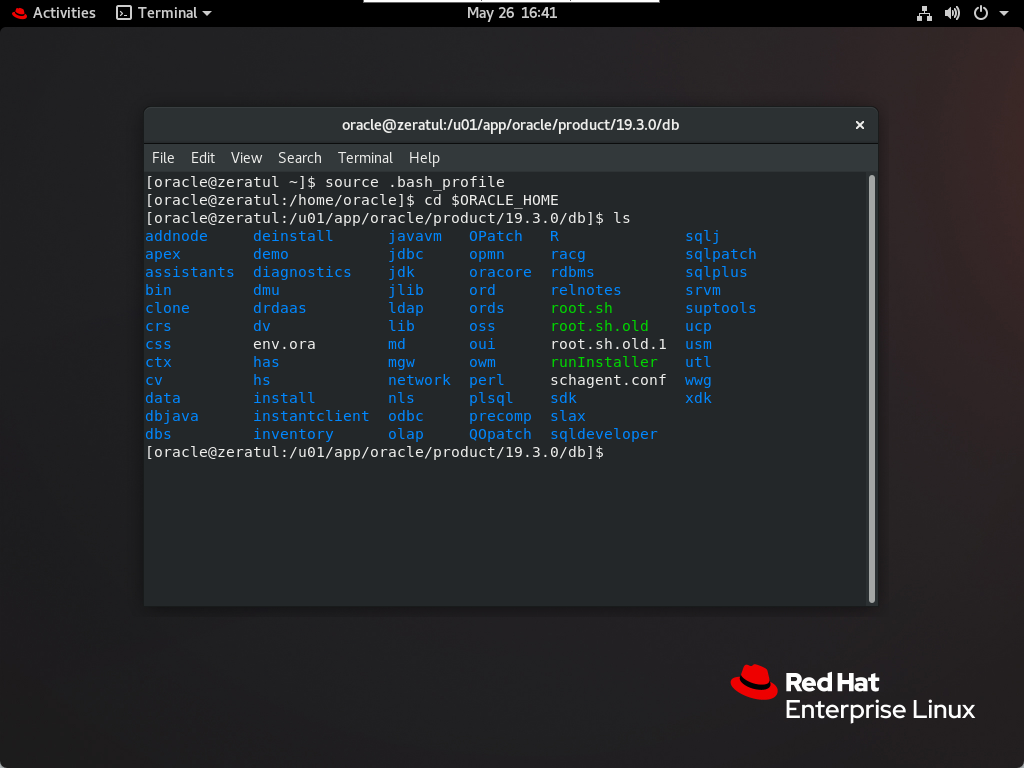 Activities Terminal May 26 16:41
oracle@zeratul:/u01/app/oracle/product/19.3.0/db ×
File Edit View Search Terminal Help
[oracle@zeratul ~]$ source .bash_profile
[oracle@zeratul:/home/oracle]$ cd $ORACLE_HOME
[oracle@zeratul:/u01/app/oracle/product/19.3.0/db]$ ls
addnode deinstall javavm OPatch R sqlj
apex demo jdbc opmn racg sqlpatch
assistants diagnostics jdk oracore rdbms sqlplus
bin dmu jlib ord relnotes srvm
clone drdaas ldap ords root.sh suptools
crs dv lib oss root.sh.old ucp
css env.ora md oui root.sh.old.1 usm
ctx has mgw owm runInstaller utl
cv hs network perl schagent.conf wwg
data install nls plsql sdk xdk
dbjava instantclient odbc precomp slax
dbs inventory olap QOpatch sqldeveloper
[oracle@zeratul:/u01/app/oracle/product/19.3.0/db]$
Red Hat
Enterprise Linux